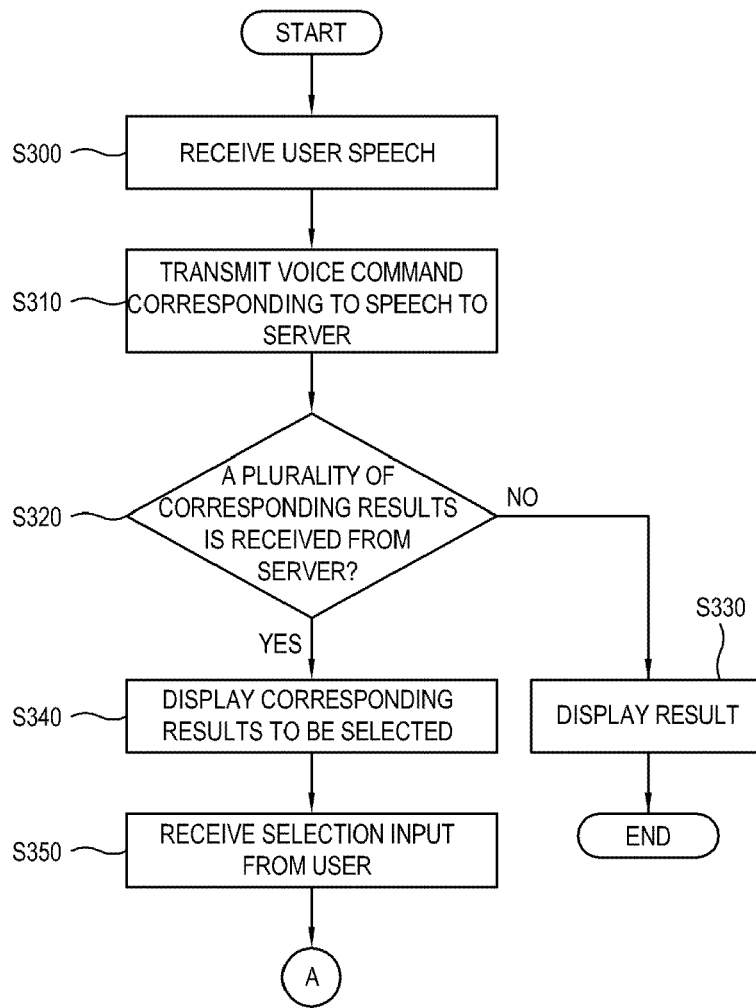 START
S300
RECEIVE USER SPEECH
S310
TRANSMIT VOICE COMMAND
CORRESPONDING TO SPEECH TO
SERVER
S320
A PLURALITY OF
CORRESPONDING RESULTS
IS RECEIVED FROM
SERVER?
NO
YES
S330
DISPLAY RESULT
END
S340
DISPLAY CORRESPONDING
RESULTS TO BE SELECTED
S350
RECEIVE SELECTION INPUT
FROM USER
A